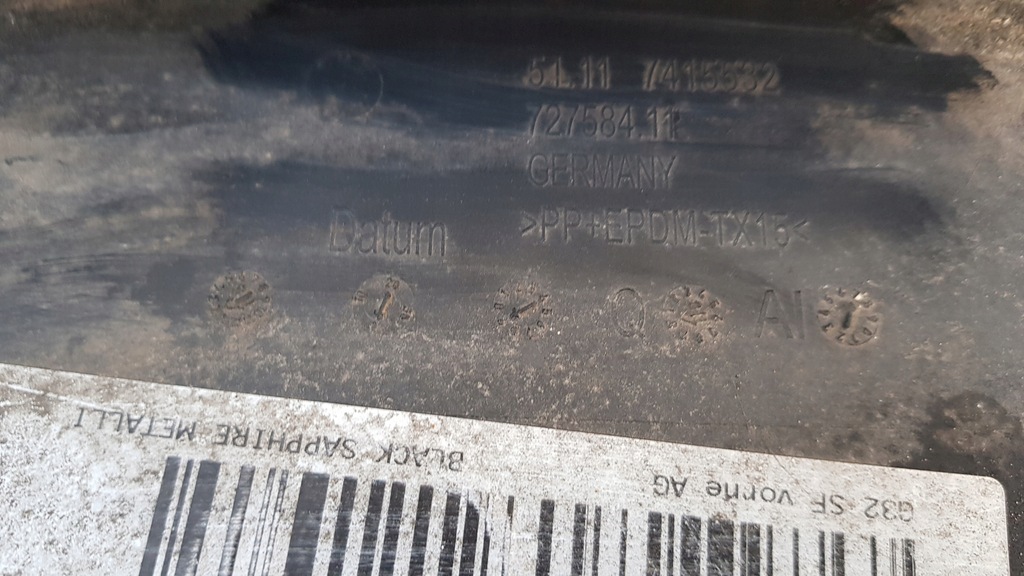 51.11 7415532
727584.11
GERMANY
Datum >PP+EPDM-TX15<
Q AI
BLACK SAPPHIRE METALLI
G32 SF vorne AG